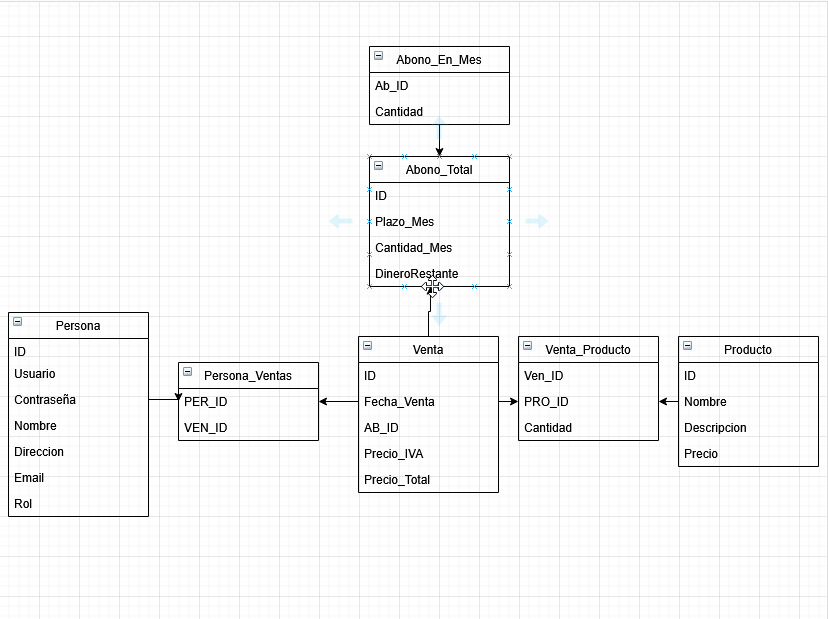 Abono_En_Mes
Ab_ID
Cantidad
Abono_Total
ID
Plazo_Mes
Cantidad_Mes
DineroRestante
Persona
ID
Usuario
Contraseña
Nombre
Direccion
Email
Rol
Persona_Ventas
PER_ID
VEN_ID
Venta
ID
Fecha_Venta
AB_ID
Precio_IVA
Precio_Total
Venta_Producto
Ven_ID
PRO_ID
Cantidad
Producto
ID
Nombre
Descripcion
Precio